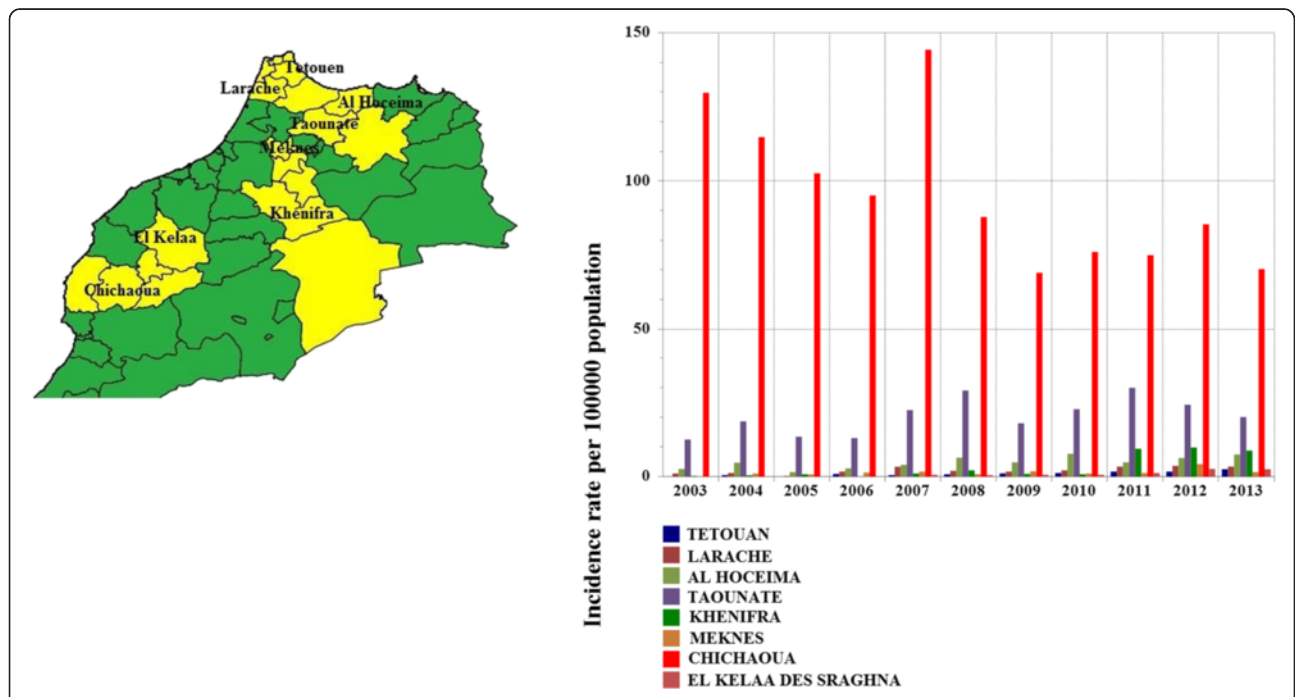 Tetouen
Larache
Al Hoceima
Taounate
Meknes
Khenifra
El Kelaa
Chichaoua
Incidence rate per 100000 population
150
100
50
0
2003 2004 2005 2006 2007 2008 2009 2010 2011 2012 2013
TETOUAN
LARACHE
AL HOCEIMA
TAOUNATE
KHENIFRA
MEKNES
CHICHAOUA
EL KELAA DES SRAGHNA